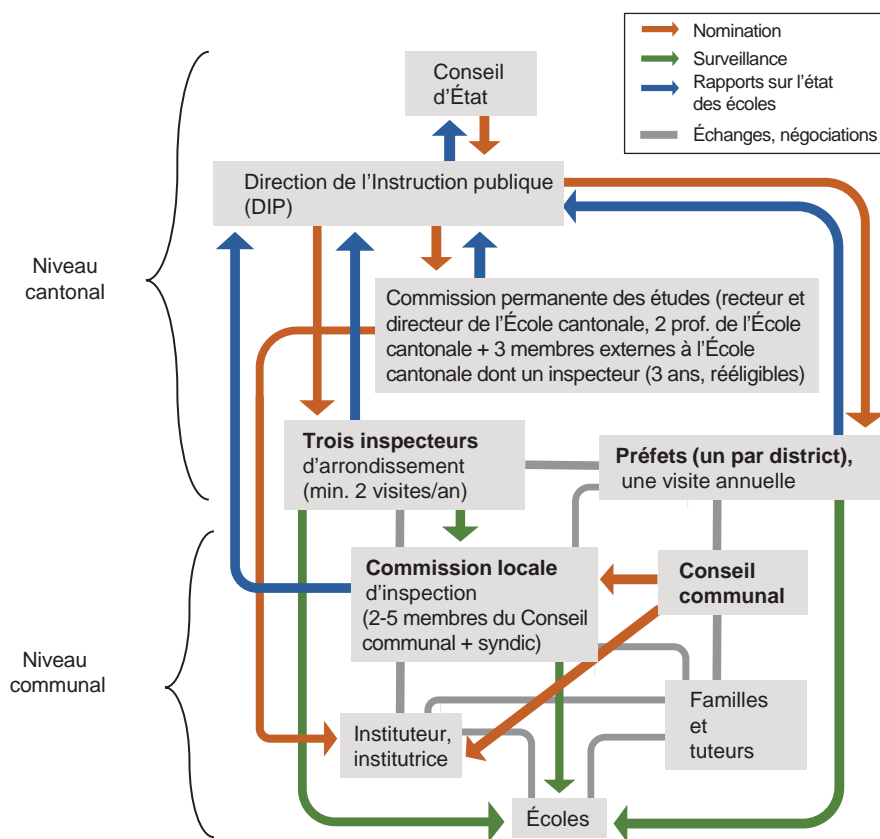 Nomination
Surveillance
Rapports sur l’état
des écoles
Échanges, négociations
Conseil
d’État
Direction de l’Instruction publique
(DIP)
Niveau
cantonal
Commission permanente des études (recteur et
directeur de l’École cantonale, 2 prof. de l’École
cantonale + 3 membres externes à l’École
cantonale dont un inspecteur (3 ans, rééligibles)
Trois inspecteurs
d’arrondissement
(min. 2 visites/an)
Préfets (un par district),
une visite annuelle
Commission locale
d’inspection
(2-5 membres du Conseil
communal + syndic)
Conseil
communal
Niveau
communal
Familles
et
tuteurs
Instituteur,
institutrice
Écoles